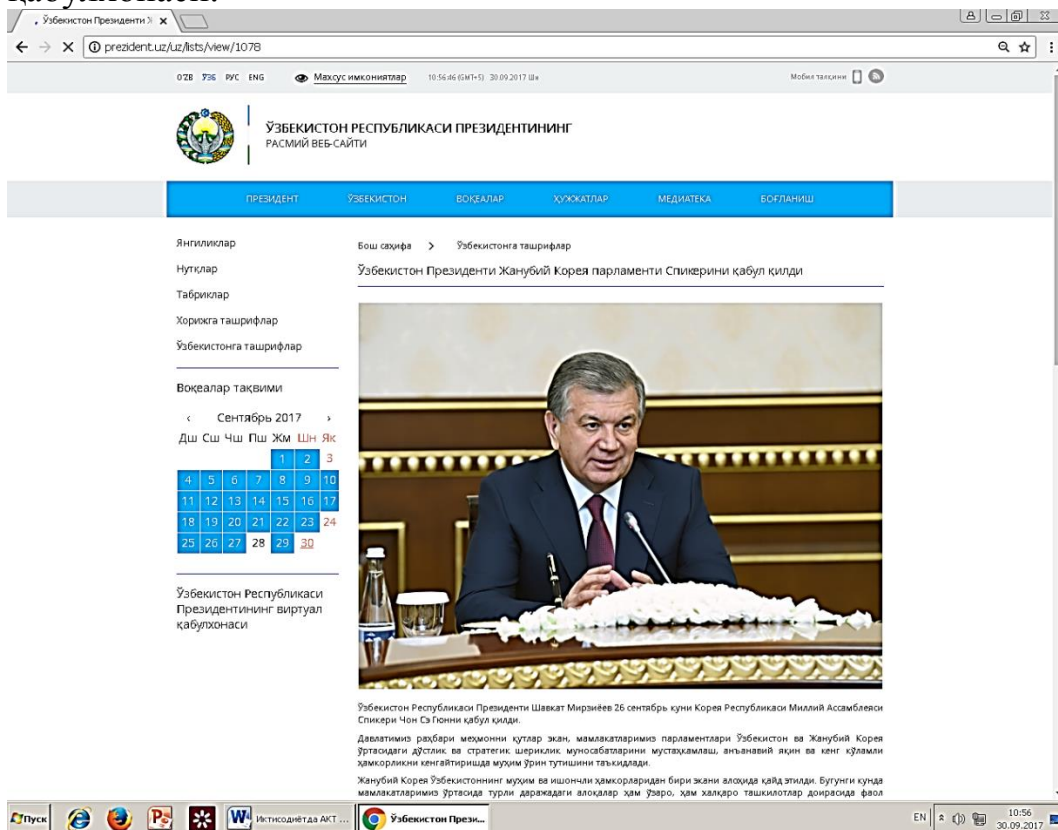 қабулхонаси.
Ўзбекистон Президенти Ж
prezident.uz/uz/lists/view/1078
O'ZB ЎЗБ РУС ENG Махсус имкониятлар 10:56:46 (GMT+5) 30.09.2017 Шн Мобил талқини
ЎЗБЕКИСТОН РЕСПУБЛИКАСИ ПРЕЗИДЕНТИНИНГ
РАСМИЙ ВЕБ-САЙТИ
ПРЕЗИДЕНТ ЎЗБЕКИСТОН ВОҚЕАЛАР ҲУЖЖАТЛАР МЕДИАТЕКА БОҒЛАНИШ
Янгиликлар
Нутқлар
Табриклар
Хорижга ташрифлар
Ўзбекистонга ташрифлар
Воқеалар тақвими
‹ Сентябрь 2017 ›
Дш Сш Чш Пш Жм Шн Як
1 2 3
4 5 6 7 8 9 10
11 12 13 14 15 16 17
18 19 20 21 22 23 24
25 26 27 28 29 30
Ўзбекистон Республикаси
Президентининг виртуал
қабулхонаси
Бош саҳифа > Ўзбекистонга ташрифлар
Ўзбекистон Президенти Жанубий Корея парламенти Спикерини қабул қилди
Ўзбекистон Республикаси Президенти Шавкат Мирзиёев 26 сентябрь куни Корея Республикаси Миллий Ассамблеяси
Спикери Чон Сэ Гюнни қабул қилди.
Давлатимиз раҳбари меҳмонни қутлар экан, мамлакатларимиз парламентлари Ўзбекистон ва Жанубий Корея
ўртасидаги дўстлик ва стратегик шериклик муносабатларини мустаҳкамлаш, анъанавий яқин ва кенг кўламли
ҳамкорликни кенгайтиришда муҳим ўрин тутишини таъкидлади.
Жанубий Корея Ўзбекистоннинг муҳим ва ишончли ҳамкорларидан бири экани алоҳида қайд этилди. Бугунги кунда
мамлакатларимиз ўртасида турли даражадаги алоқалар ҳам ўзаро, ҳам халқаро ташкилотлар доирасида фаол
Пуск Иктисодиётда АКТ ... Ўзбекистон Прези... EN 10:56
30.09.2017